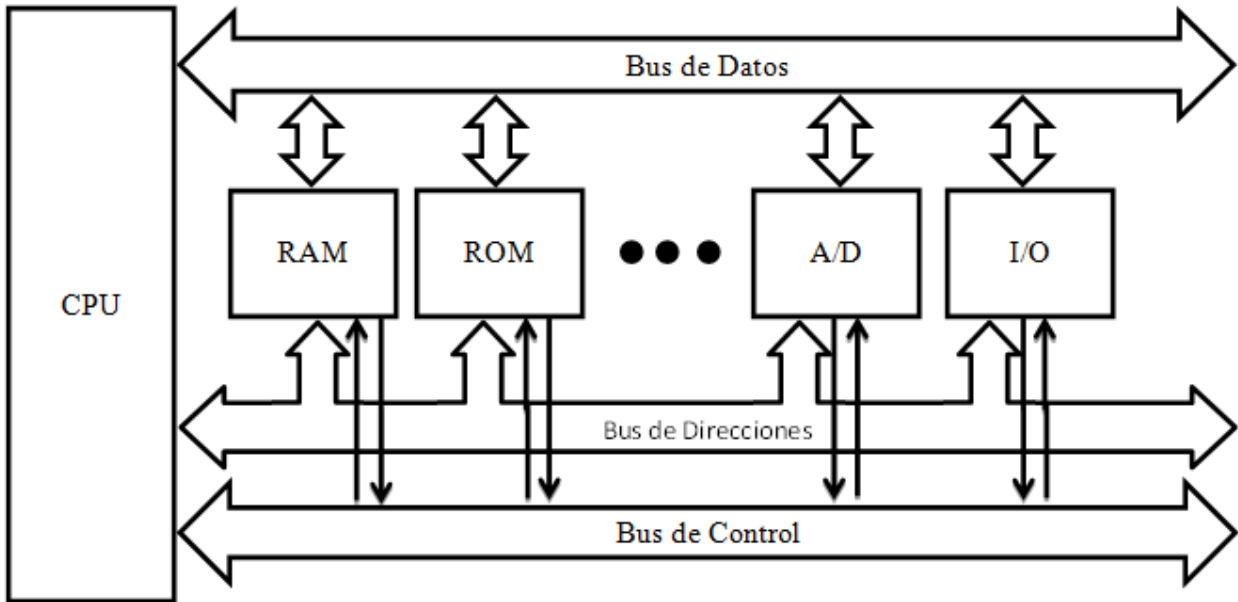 Bus de Datos
RAM
ROM
A/D
I/O
CPU
Bus de Direcciones
Bus de Control